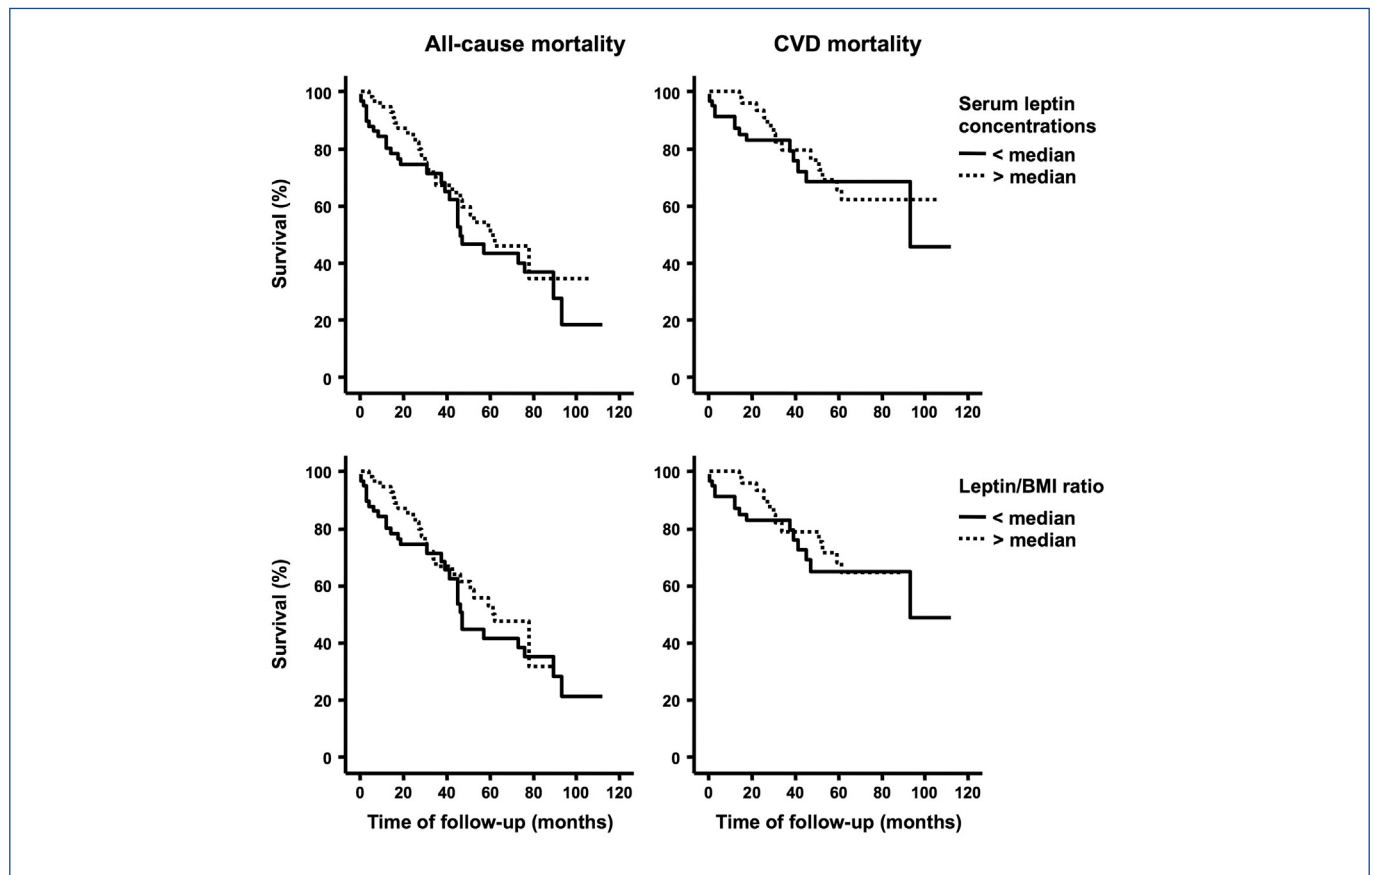 All-cause mortality
CVD mortality
Survival (%)
100
80
60
40
20
0
0 20 40 60 80 100 120
100
80
60
40
20
0
0 20 40 60 80 100 120
Serum leptin
concentrations
< median
> median
Survival (%)
100
80
60
40
20
0
0 20 40 60 80 100 120
Time of follow-up (months)
100
80
60
40
20
0
0 20 40 60 80 100 120
Time of follow-up (months)
Leptin/BMI ratio
< median
> median